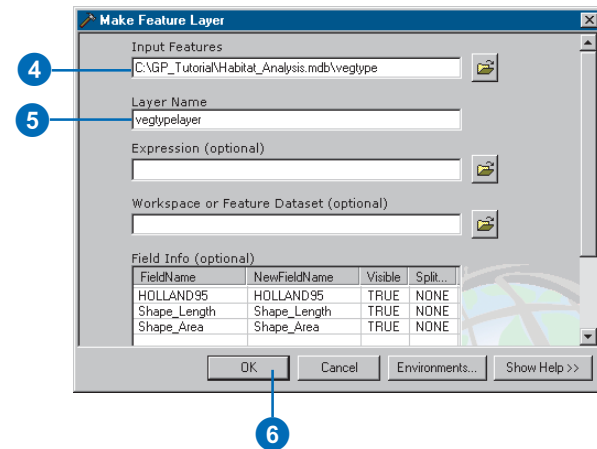 Make Feature Layer
Input Features
4
C:\GP_Tutorial\Habitat_Analysis.mdb\vegtype
Layer Name
5
vegtypelayer
Expression (optional)
Workspace or Feature Dataset (optional)
Field Info (optional)
FieldName NewFieldName Visible Split...
HOLLAND95 HOLLAND95 TRUE NONE
Shape_Length Shape_Length TRUE NONE
Shape_Area Shape_Area TRUE NONE
OK Cancel Environments... Show Help >>
6